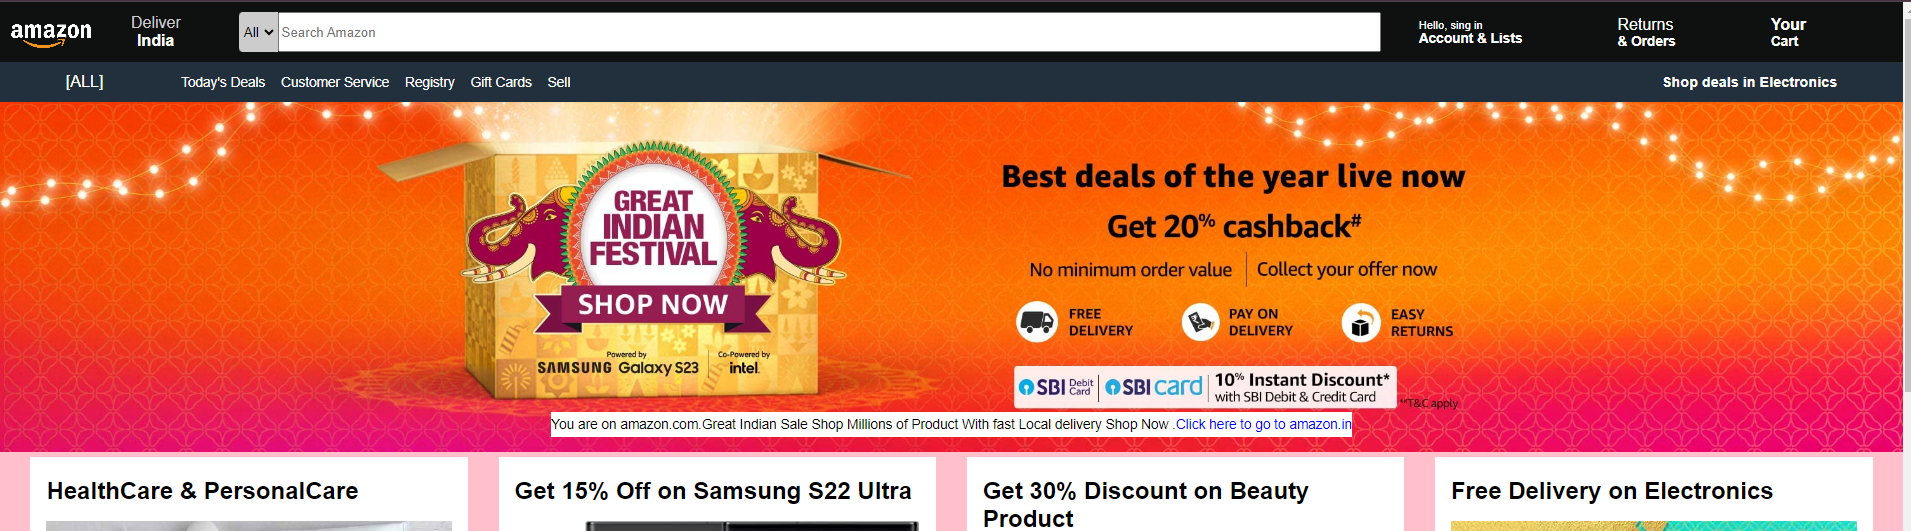 amazon
Deliver
India
All
Search Amazon
Hello, sing in
Account & Lists
Returns
& Orders
Your
Cart
[ALL]
Today's Deals
Customer Service
Registry
Gift Cards
Sell
Shop deals in Electronics
GREAT
INDIAN
FESTIVAL
SHOP NOW
Powered by
SAMSUNG Galaxy S23
Co-Powered by
intel.
Best deals of the year live now
Get 20% cashback#
No minimum order value
Collect your offer now
FREE
DELIVERY
PAY ON
DELIVERY
EASY
RETURNS
SBI Debit
Card
SBI card
10% Instant Discount*
with SBI Debit & Credit Card
*#T&C apply
You are on amazon.com.Great Indian Sale Shop Millions of Product With fast Local delivery Shop Now .Click here to go to amazon.in
HealthCare & PersonalCare
Get 15% Off on Samsung S22 Ultra
Get 30% Discount on Beauty
Product
Free Delivery on Electronics